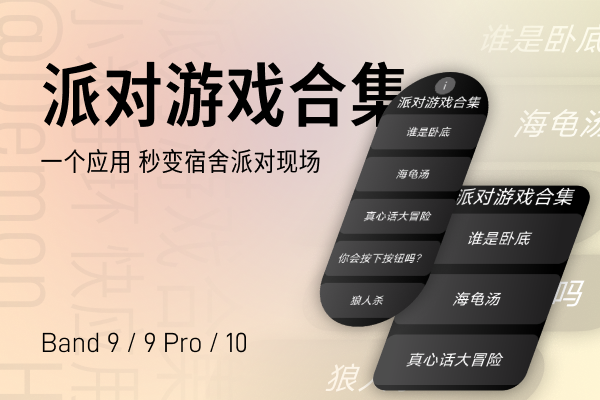 派对游戏合集
一个应用 秒变宿舍派对现场
Band 9 / 9 Pro / 10
i
派对游戏合集
谁是卧底
海龟汤
真心话大冒险
你会按下按钮吗?
狼人杀
派对游戏合集
谁是卧底
海龟汤
真心话大冒险
谁是卧底
海龟汤
吗
狼人